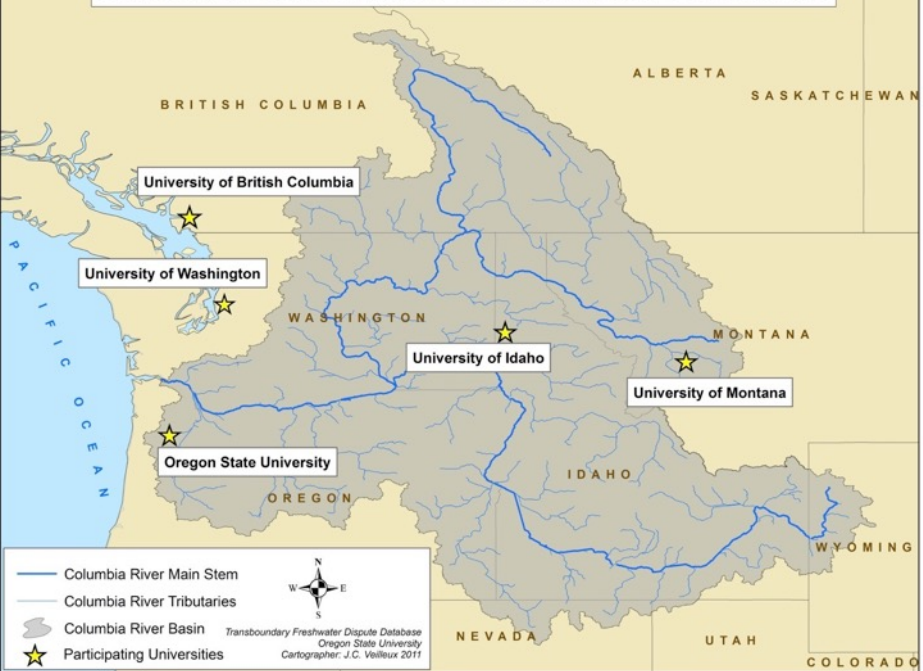 ALBERTA
SASKATCHEWAN
BRITISH COLUMBIA
University of British Columbia
PACIFIC OCEAN
University of Washington
WASHINGTON
MONTANA
University of Idaho
University of Montana
Oregon State University
IDAHO
OREGON
WYOMING
Columbia River Main Stem
Columbia River Tributaries
Columbia River Basin
Participating Universities
N
W E
S
Transboundary Freshwater Dispute Database
Oregon State University
Cartographer: J.C. Veilleux 2011
NEVADA
UTAH
COLORADO